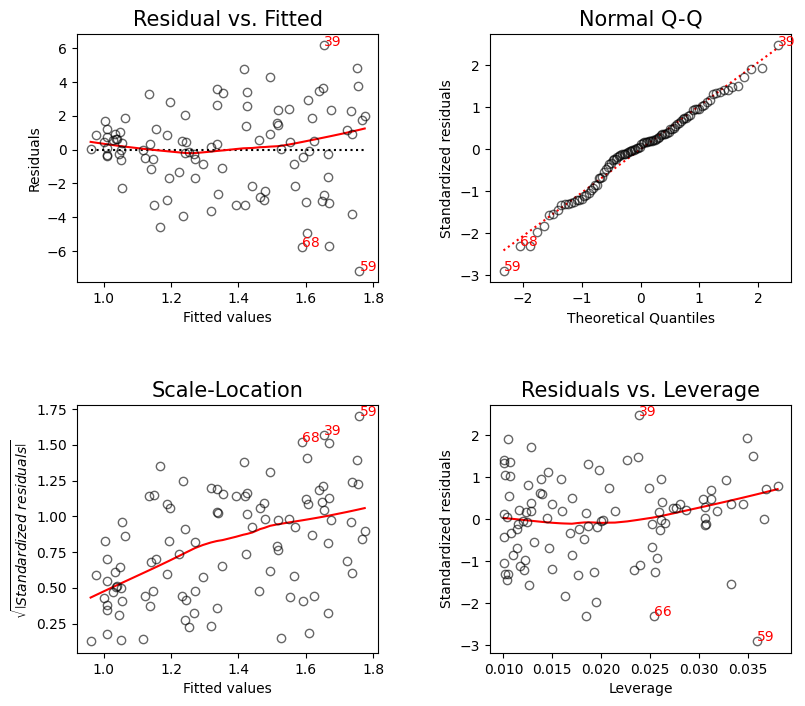 Residual vs. Fitted
39
68
59
6
4
2
0
−2
−4
−6
Residuals
1.0 1.2 1.4 1.6 1.8
Fitted values
Normal Q-Q
39
68
59
2
1
0
−1
−2
−3
Standardized residuals
−2 −1 0 1 2
Theoretical Quantiles
Scale-Location
59
39
68
1.75
1.50
1.25
1.00
0.75
0.50
0.25
√|Standardized residuals|
1.0 1.2 1.4 1.6 1.8
Fitted values
Residuals vs. Leverage
39
66
59
2
1
0
−1
−2
−3
Standardized residuals
0.010 0.015 0.020 0.025 0.030 0.035
Leverage